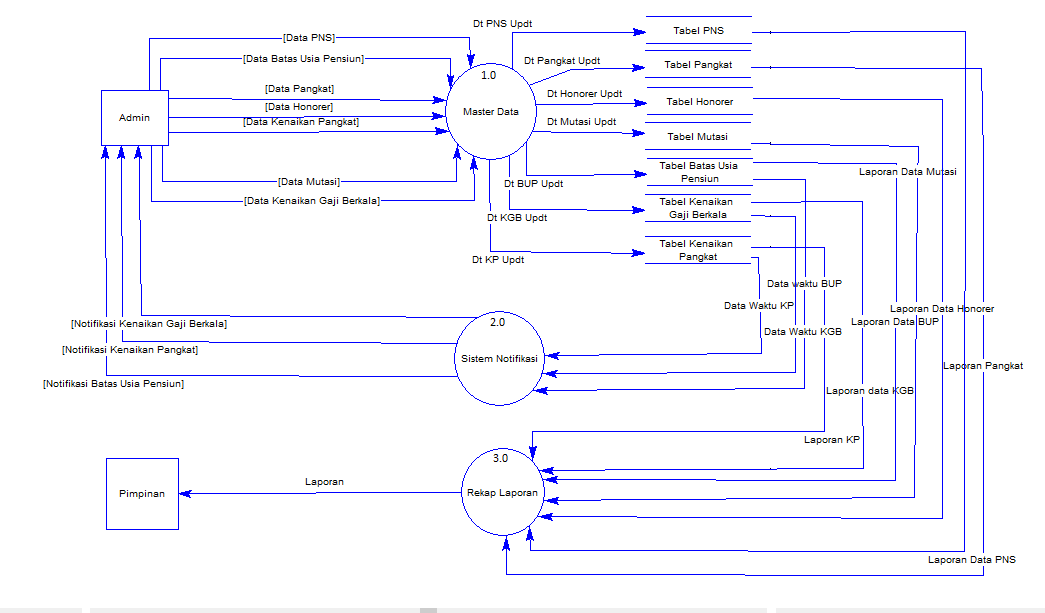 Dt PNS Updt
[Data PNS]
Tabel PNS
[Data Batas Usia Pensiun]
Dt Pangkat Updt
Tabel Pangkat
1.0
[Data Pangkat]
Dt Honorer Updt
Tabel Honorer
[Data Honorer]
Admin
Master Data
[Data Kenaikan Pangkat]
Dt Mutasi Updt
Tabel Mutasi
Tabel Batas Usia
Pensiun
Laporan Data Mutasi
[Data Mutasi]
Dt BUP Updt
[Data Kenaikan Gaji Berkala]
Tabel Kenaikan
Gaji Berkala
Dt KGB Updt
Tabel Kenaikan
Pangkat
Dt KP Updt
Data waktu BUP
Data Waktu KP
Laporan Data Honorer
[Notifikasi Kenaikan Gaji Berkala]
2.0
Laporan Data BUP
Data Waktu KGB
[Notifikasi Kenaikan Pangkat]
Sistem Notifikasi
Laporan Pangkat
[Notifikasi Batas Usia Pensiun]
Laporan data KGB
Laporan KP
3.0
Laporan
Pimpinan
Rekap Laporan
Laporan Data PNS